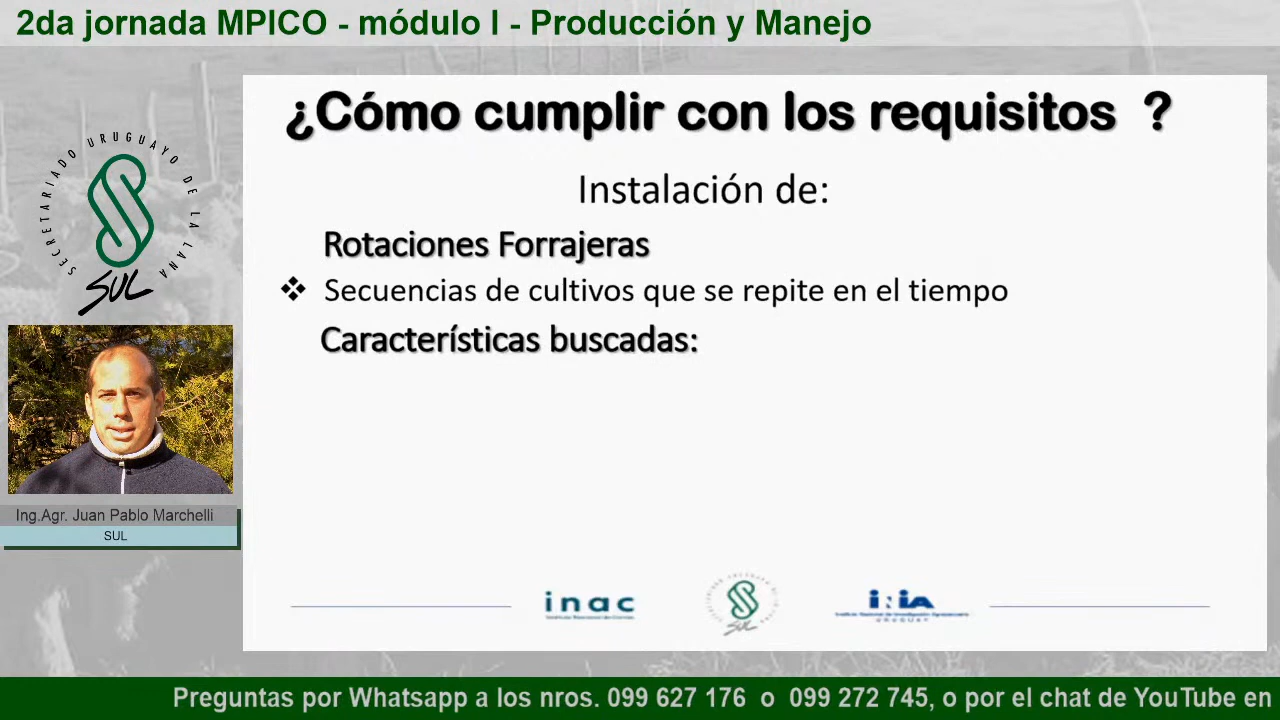 2da jornada MPICO - módulo I - Producción y Manejo
SECRETARIADO URUGUAYO DE LA LANA
SUL
¿Cómo cumplir con los requisitos ?
Instalación de:
Rotaciones Forrajeras
❖ Secuencias de cultivos que se repite en el tiempo
Características buscadas:
Ing.Agr. Juan Pablo Marchelli
SUL
inac
SUL
INIA
URUGUAY
Preguntas por Whatsapp a los nros. 099 627 176 o 099 272 745, o por el chat de YouTube en